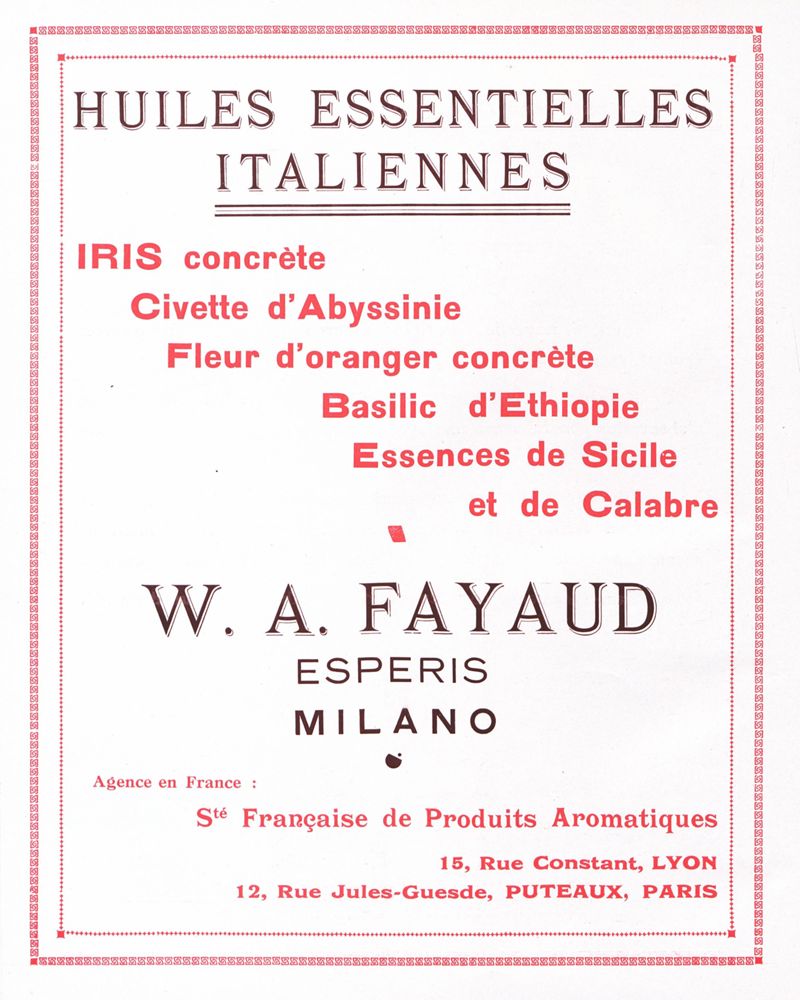 HUILES ESSENTIELLES
ITALIENNES
IRIS concrète
Civette d'Abyssinie
Fleur d'oranger concrète
Basilic d'Ethiopie
Essences de Sicile
et de Calabre
W. A. FAYAUD
ESPERIS
MILANO
Agence en France :
Sté Française de Produits Aromatiques
15, Rue Constant, LYON
12, Rue Jules-Guesde, PUTEAUX, PARIS